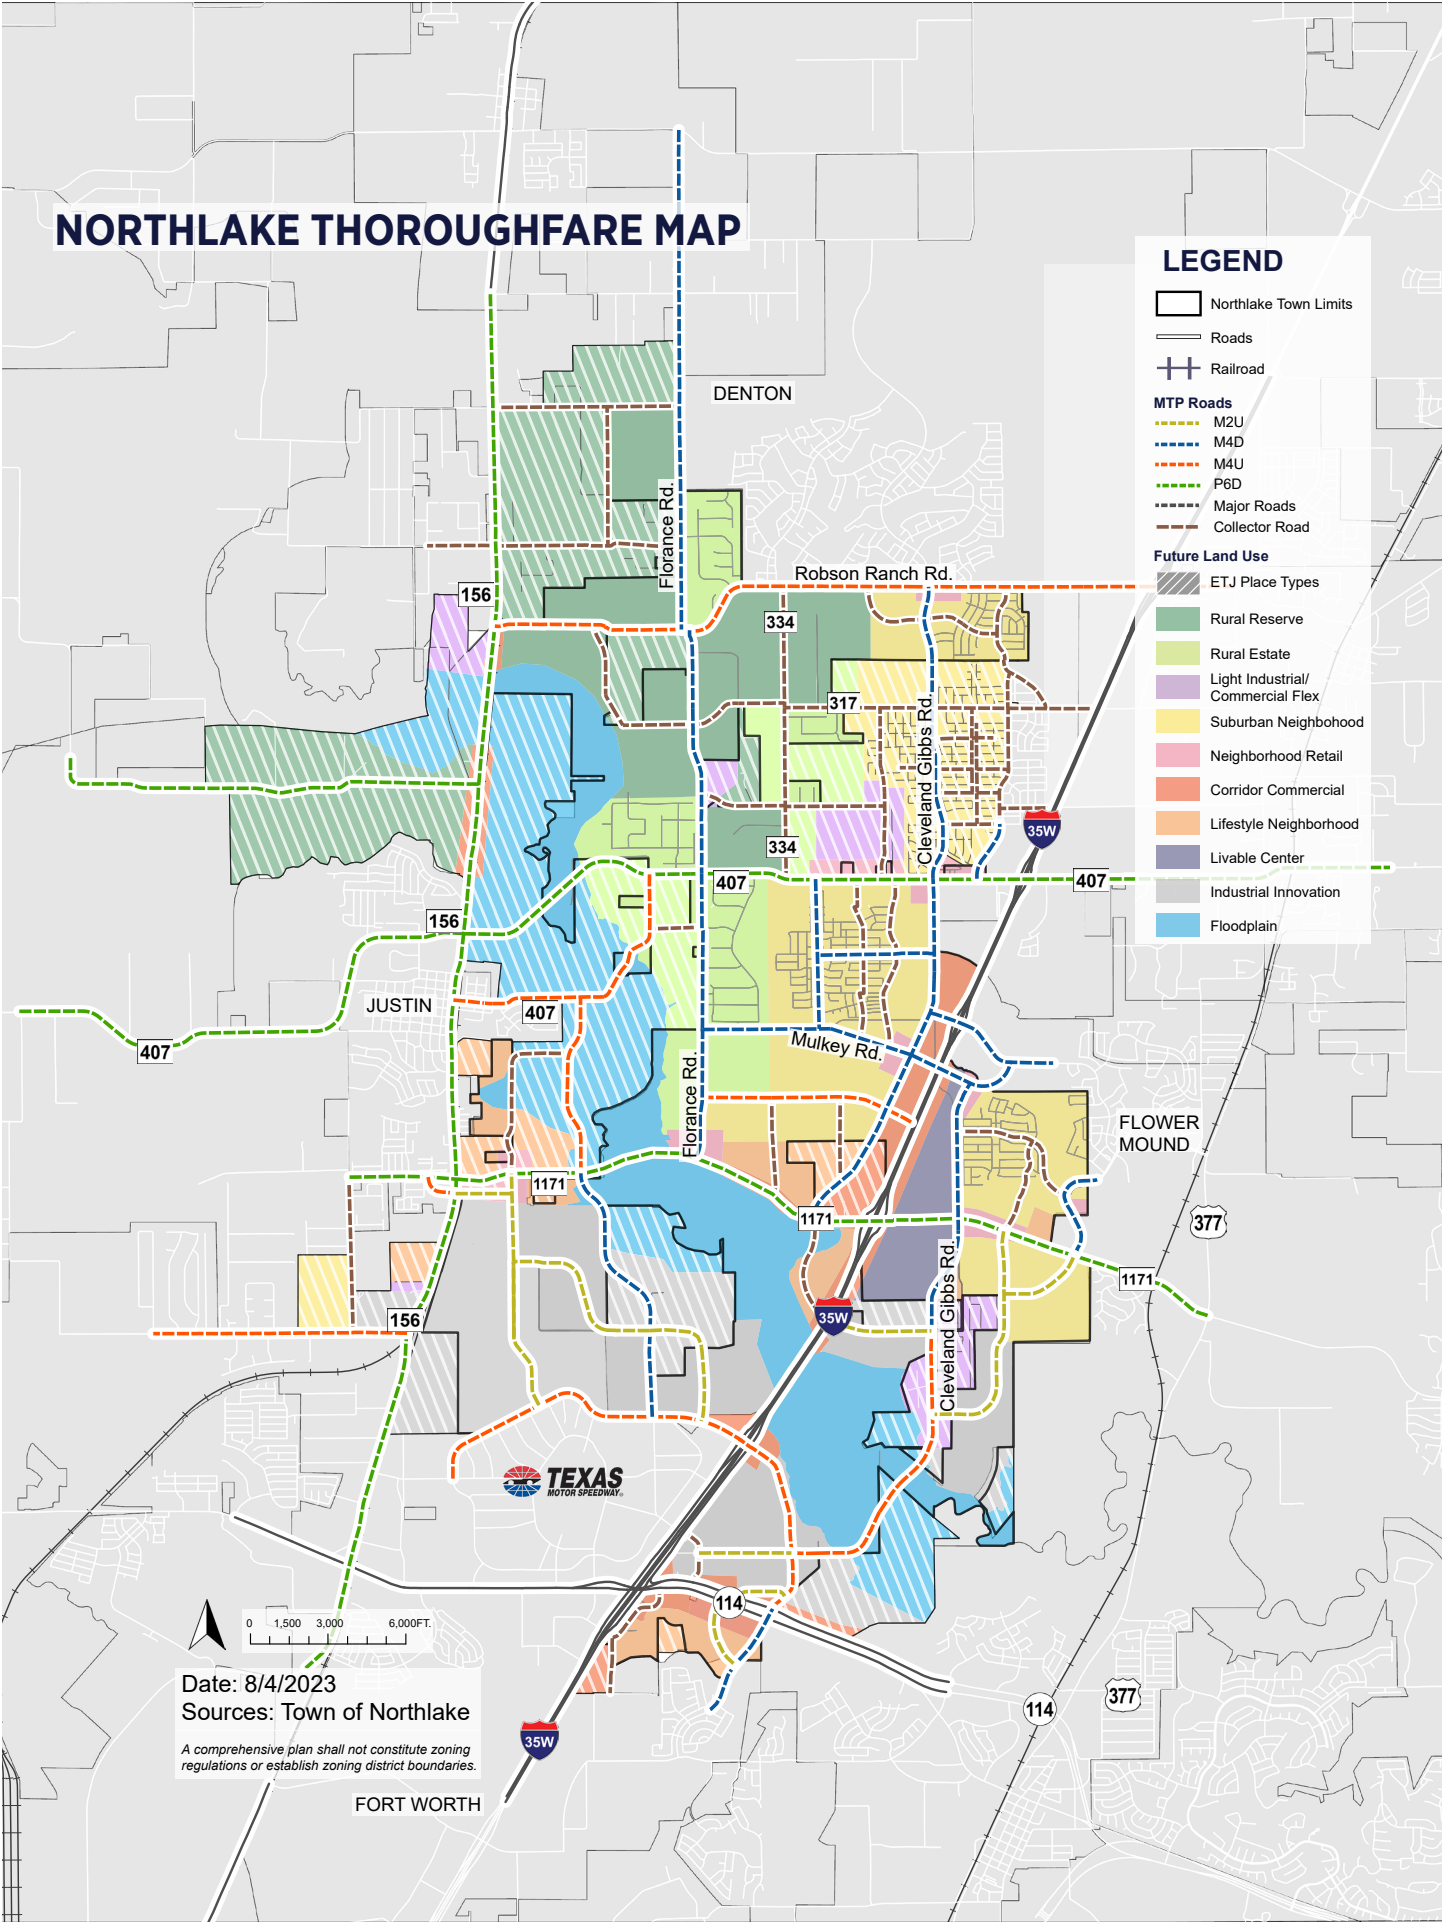 NORTHLAKE THOROUGHFARE MAP
LEGEND
Northlake Town Limits
Roads
Railroad
MTP Roads
M2U
M4D
M4U
P6D
Major Roads
Collector Road
Future Land Use
ETJ Place Types
Rural Reserve
Rural Estate
Light Industrial/
Commercial Flex
Suburban Neighbohood
Neighborhood Retail
Corridor Commercial
Lifestyle Neighborhood
Livable Center
Industrial Innovation
Floodplain
DENTON
Florance Rd.
Robson Ranch Rd.
156
334
317
Cleveland Gibbs Rd.
35W
334
407
407
156
JUSTIN
407
407
Mulkey Rd.
Florance Rd.
FLOWER
MOUND
1171
1171
377
Cleveland Gibbs Rd.
1171
35W
156
TEXAS
MOTOR SPEEDWAY
114
0 1,500 3,000 6,000FT.
Date: 8/4/2023
Sources: Town of Northlake
A comprehensive plan shall not constitute zoning
regulations or establish zoning district boundaries.
377
114
35W
FORT WORTH